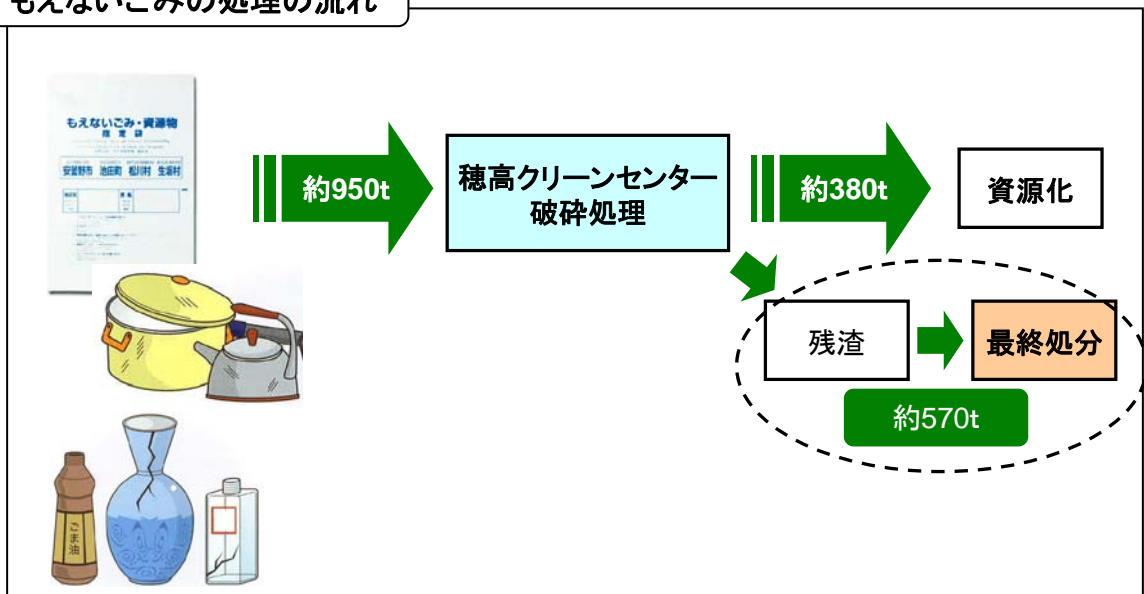 もえないごみの処理の流れ
もえないごみ・資源物
指定袋
安曇野市 池田町 松川村 生坂村
約950t
穂高クリーンセンター
破砕処理
約380t
資源化
残渣
最終処分
約570t
ごま油